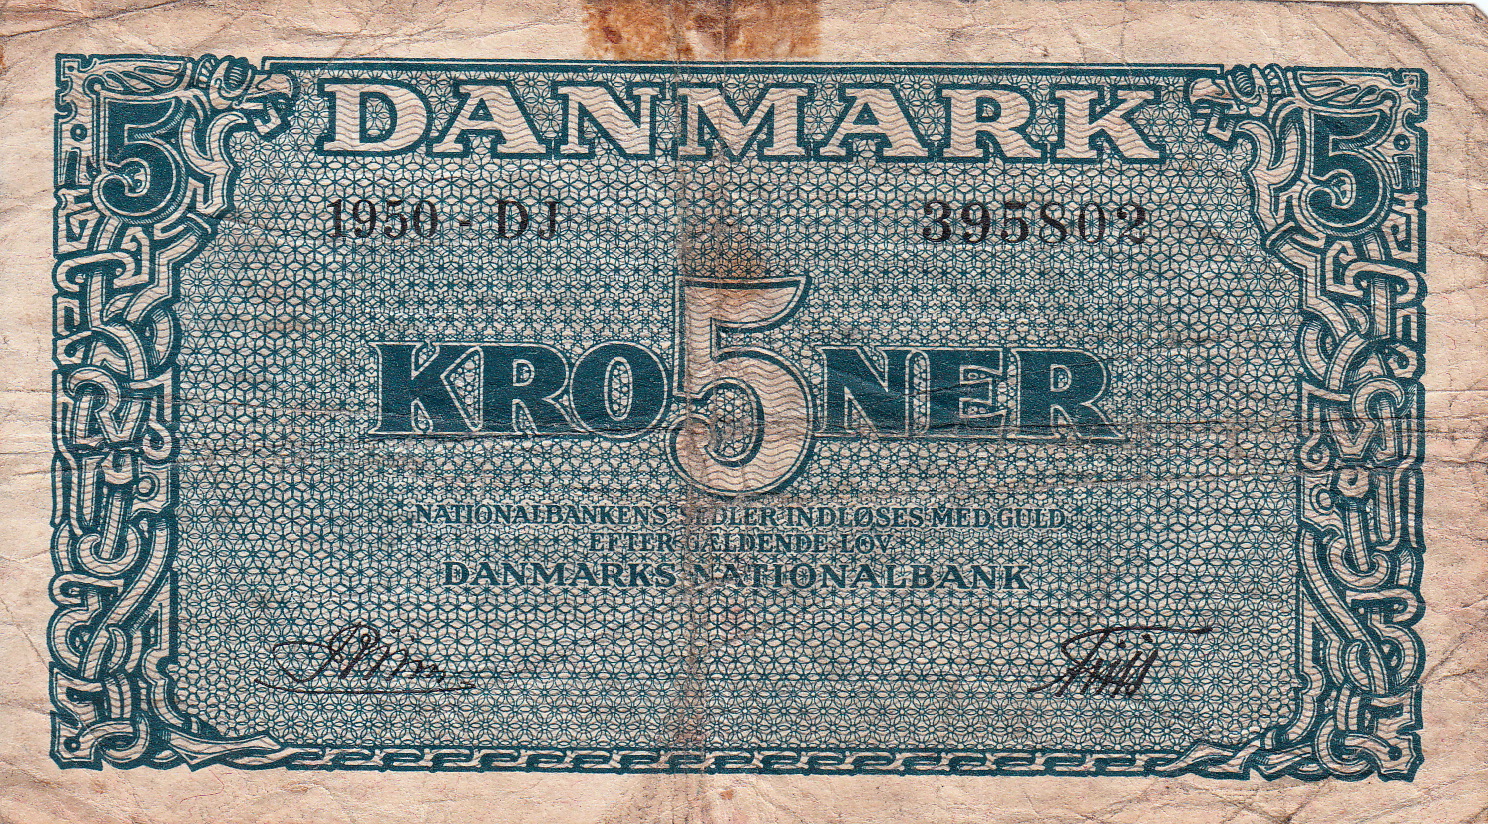 5 DANMARK 5
1950 - DJ 395802
KRO5NER
NATIONALBANKENS SEDLER INDLØSES MED GULD
EFTER GÆLDENDE LOV
DANMARKS NATIONALBANK